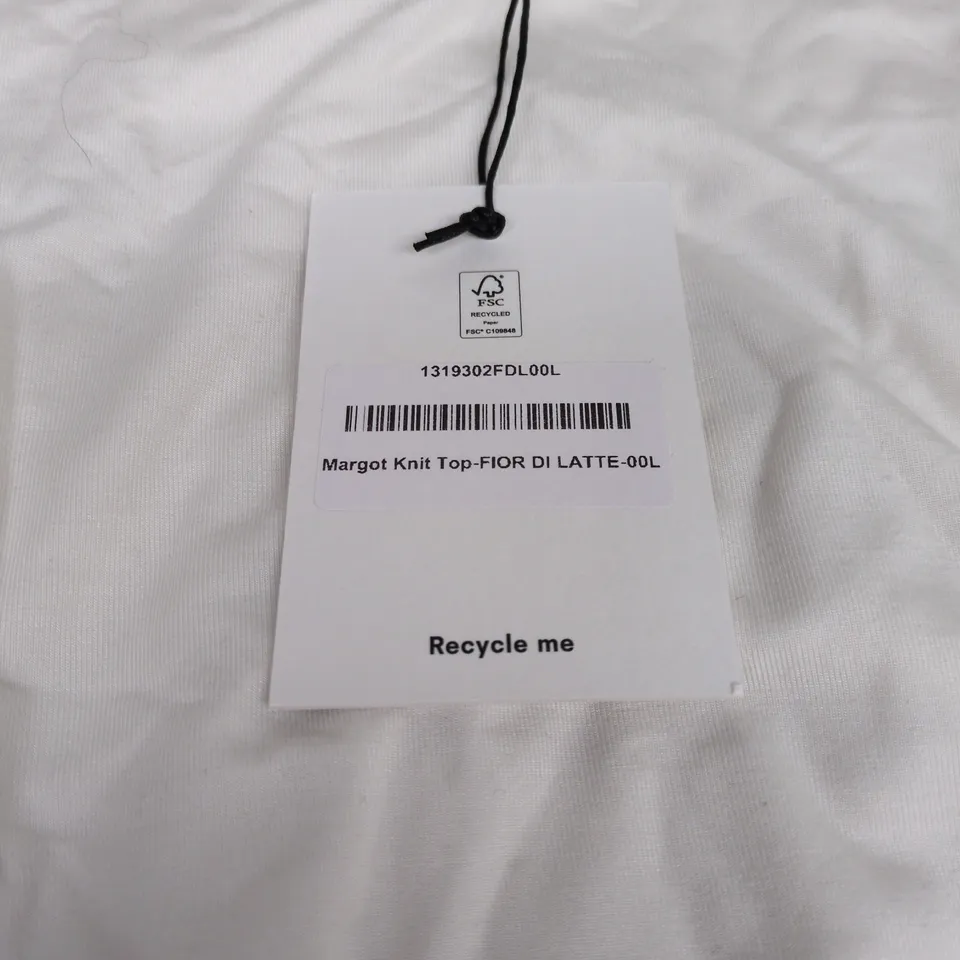 FSC
RECYCLED
Paper
FSC® C109848
1319302FDL00L
Margot Knit Top-FIOR DI LATTE-00L
Recycle me